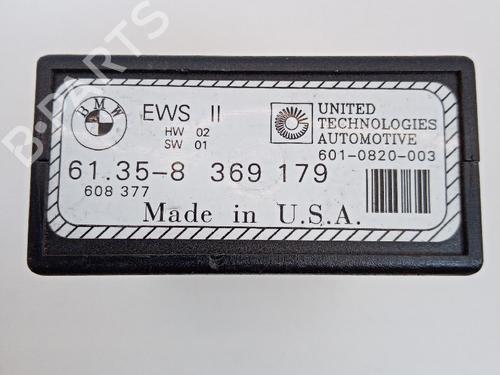 BMW
EWS II
HW 02
SW 01
UNITED
TECHNOLOGIES
AUTOMOTIVE
601-0820-003
61.35-8 369 179
608 377
Made in U.S.A.
B-PARTS